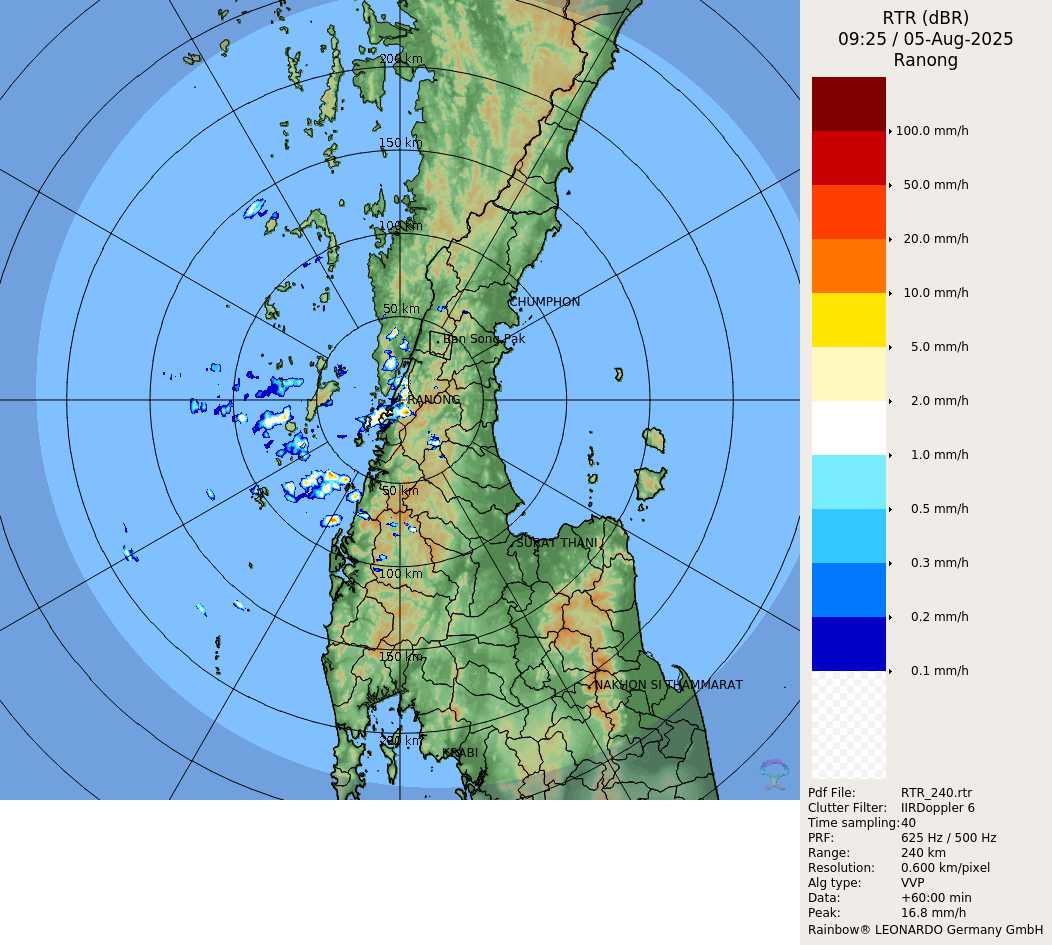 RTR (dBR)
09:25 / 05-Aug-2025
Ranong
200 km
150 km
100 km
50 km
CHUMPHON
Ban Song Pak
RANONG
50 km
SURAT THANI
100 km
150 km
NAKHON SI THAMMARAT
200 km
KRABI
100.0 mm/h
50.0 mm/h
20.0 mm/h
10.0 mm/h
5.0 mm/h
2.0 mm/h
1.0 mm/h
0.5 mm/h
0.3 mm/h
0.2 mm/h
0.1 mm/h
Pdf File: RTR_240.rtr
Clutter Filter: IIRDoppler 6
Time sampling: 40
PRF: 625 Hz / 500 Hz
Range: 240 km
Resolution: 0.600 km/pixel
Alg type: VVP
Data: +60:00 min
Peak: 16.8 mm/h
Rainbow® LEONARDO Germany GmbH